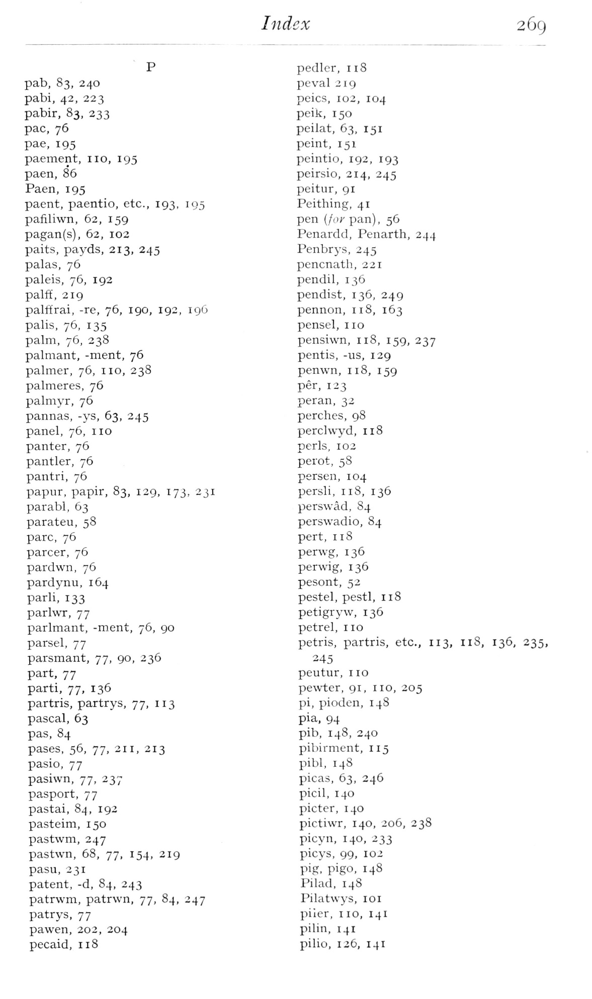 Index 269
P
pab, 83, 240
pabi, 42, 223
pabir, 83, 233
pac, 76
pae, 195
paement, 110, 195
paen, 86
Paen, 195
paent, paentio, etc., 193, 195
pafiliwn, 62, 159
pagan(s), 62, 102
paits, payds, 213, 245
palas, 76
paleis, 76, 192
palff, 219
palffrai, -re, 76, 190, 192, 196
palis, 76, 135
palm, 76, 238
palmant, -ment, 76
palmer, 76, 110, 238
palmeres, 76
palmyr, 76
pannas, -ys, 63, 245
panel, 76, 110
panter, 76
pantler, 76
pantri, 76
papur, papir, 83, 129, 173, 231
parabl, 63
parateu, 58
parc, 76
parcer, 76
pardwn, 76
pardynu, 164
parli, 133
parlwr, 77
parlmant, -ment, 76, 90
parsel, 77
parsmant, 77, 90, 236
part, 77
parti, 77, 136
partris, partrys, 77, 113
pascal, 63
pas, 84
pases, 56, 77, 211, 213
pasio, 77
pasiwn, 77, 237
pasport, 77
pastai, 84, 192
pasteim, 150
pastwm, 247
pastwn, 68, 77, 154, 219
pasu, 231
patent, -d, 84, 243
patrwm, patrwn, 77, 84, 247
patrys, 77
pawen, 202, 204
pecaid, 118
pedler, 118
peval 219
peics, 102, 104
peik, 150
peilat, 63, 151
peint, 151
peintio, 192, 193
peirsio, 214, 245
peitur, 91
Peithing, 41
pen (for pan), 56
Penardd, Penarth, 244
Penbrys, 245
pencnath, 221
pendil, 136
pendist, 136, 249
pennon, 118, 163
pensel, 110
pensiwn, 118, 159, 237
pentis, -us, 129
penwn, 118, 159
pêr, 123
peran, 32
perches, 98
perclwyd, 118
perls, 102
perot, 58
persen, 104
persli, 118, 136
perswâd, 84
perswadio, 84
pert, 118
perwg, 136
perwig, 136
pesont, 52
pestel, pestl, 118
petigryw, 136
petrel, 110
petris, partris, etc., 113, 118, 136, 235,
245
peutur, 110
pewter, 91, 110, 205
pi, pioden, 148
pia, 94
pib, 148, 240
pibirment, 115
pibl, 148
picas, 63, 246
picil, 140
picter, 140
pictiwr, 140, 206, 238
picyn, 140, 233
picys, 99, 102
pig, pigo, 148
Pilad, 148
Pilatwys, 101
piler, 110, 141
pilin, 141
pilio, 126, 141